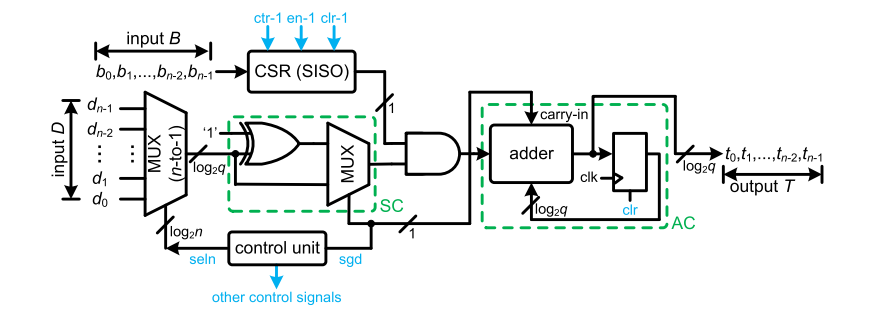 ctr-1 en-1 clr-1
input B
b0,b1,...,bn-2,bn-1
CSR (SISO)
1
input D
dn-1
dn-2
d1
d0
MUX
(n-to-1)
log2q
'1'
MUX
SC
carry-in
adder
clk
log2q
clr
AC
log2q
t0,t1,...,tn-2,tn-1
output T
log2n
seln
control unit
sgd
1
other control signals